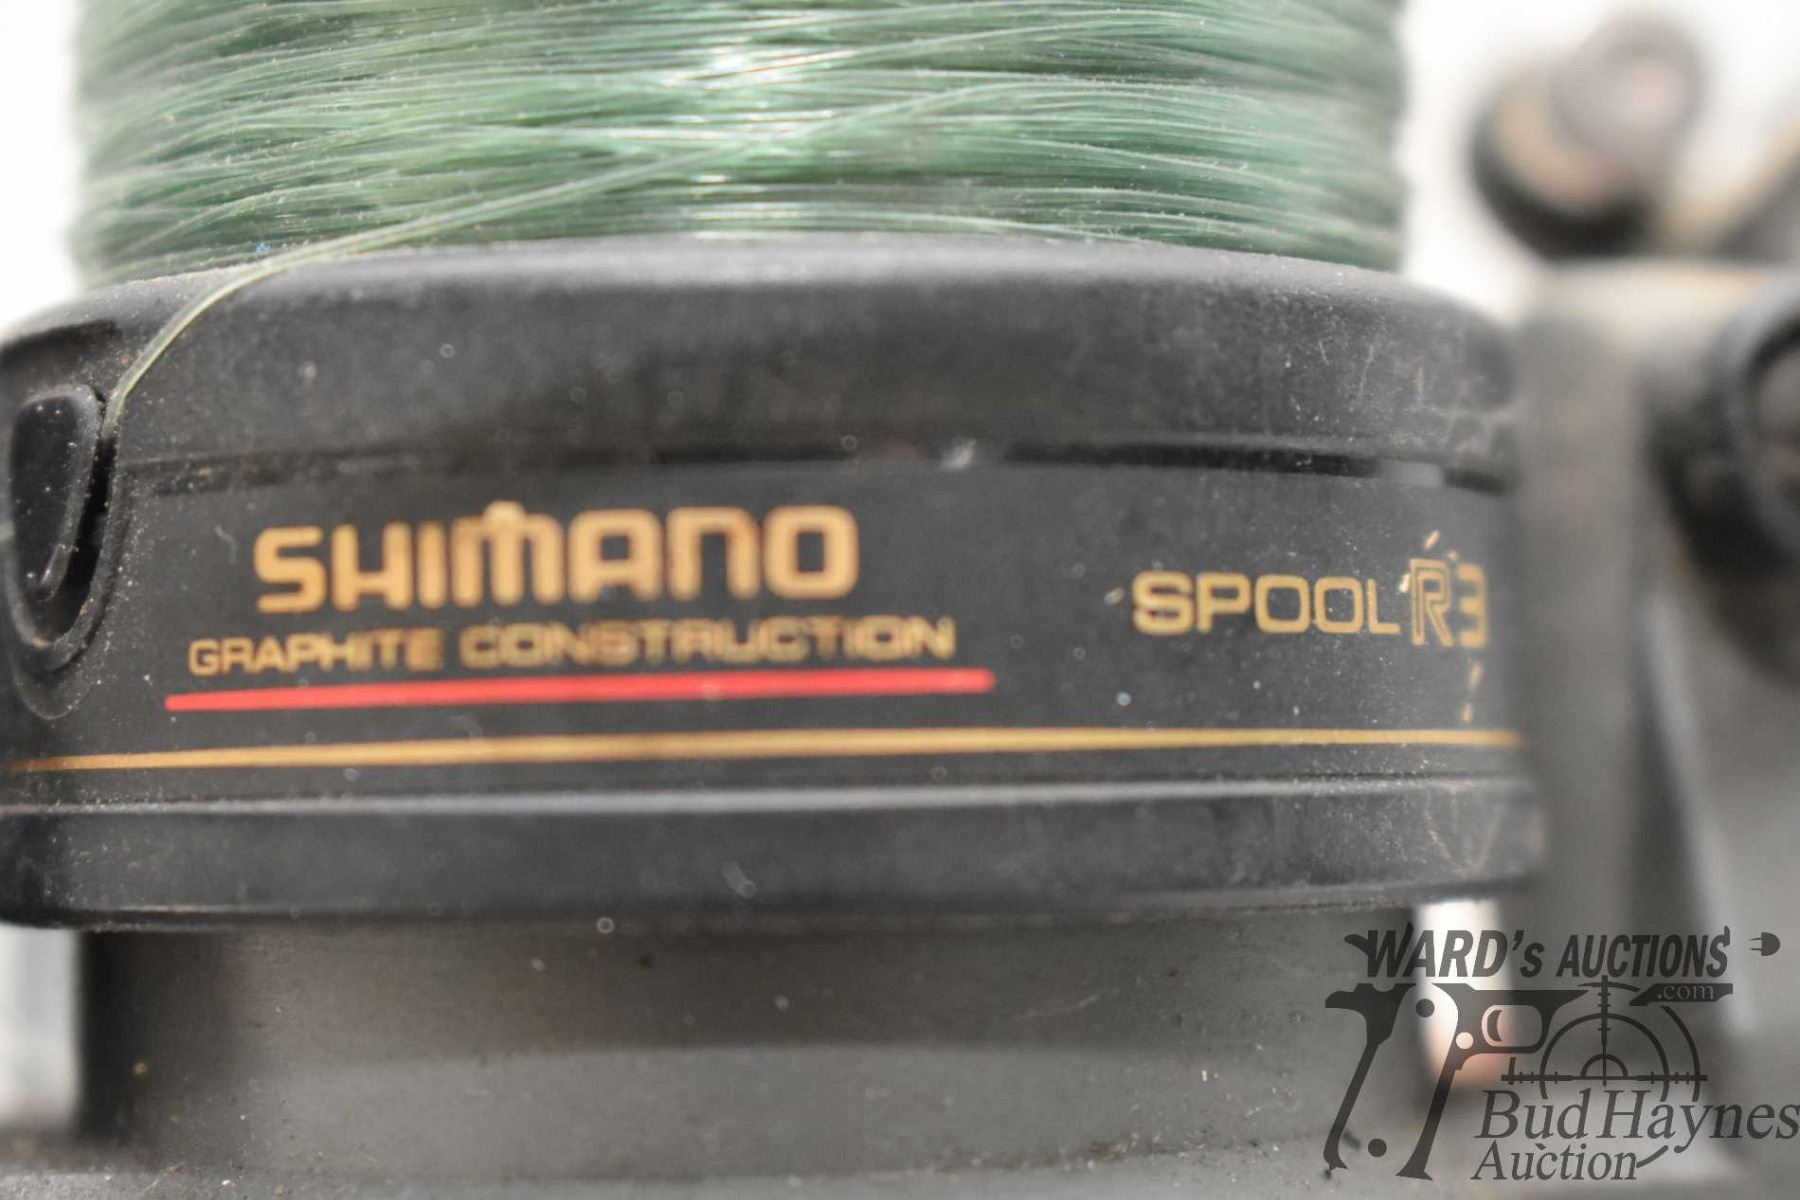 SHIMANO
GRAPHITE CONSTRUCTION
SPOOL R3
WARD's AUCTIONS
.com
Bud Haynes
Auction